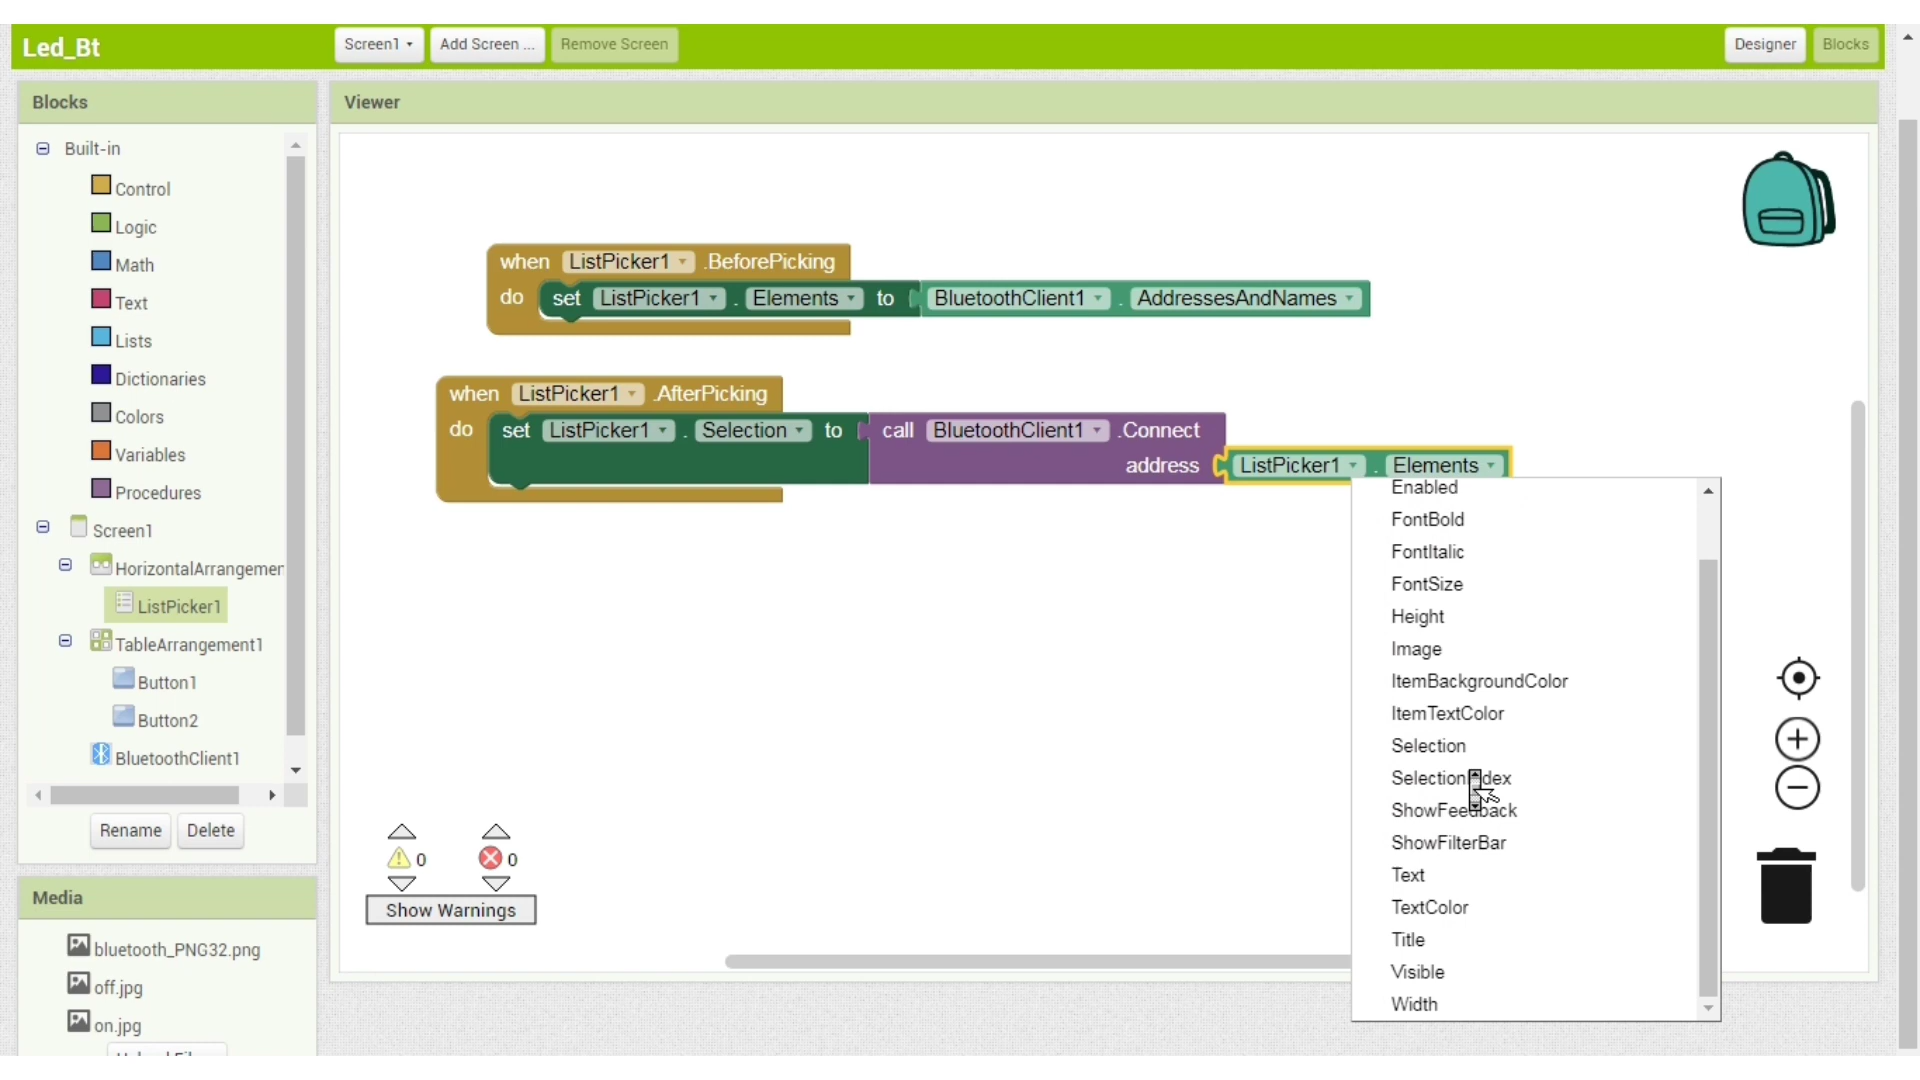 Led_Bt
Screen1
Add Screen ...
Remove Screen
Designer
Blocks
Blocks
Built-in
Control
Logic
Math
Text
Lists
Dictionaries
Colors
Variables
Procedures
Screen1
HorizontalArrangemen
ListPicker1
TableArrangement1
Button1
Button2
BluetoothClient1
Rename
Delete
Media
bluetooth_PNG32.png
off.jpg
on.jpg
Viewer
when ListPicker1 .BeforePicking
do set ListPicker1 . Elements to BluetoothClient1 . AddressesAndNames
when ListPicker1 .AfterPicking
do set ListPicker1 . Selection to call BluetoothClient1 .Connect
address ListPicker1 . Elements
Enabled
FontBold
FontItalic
FontSize
Height
Image
ItemBackgroundColor
ItemTextColor
Selection
SelectionIndex
ShowFeedback
ShowFilterBar
Text
TextColor
Title
Visible
Width
0
0
Show Warnings